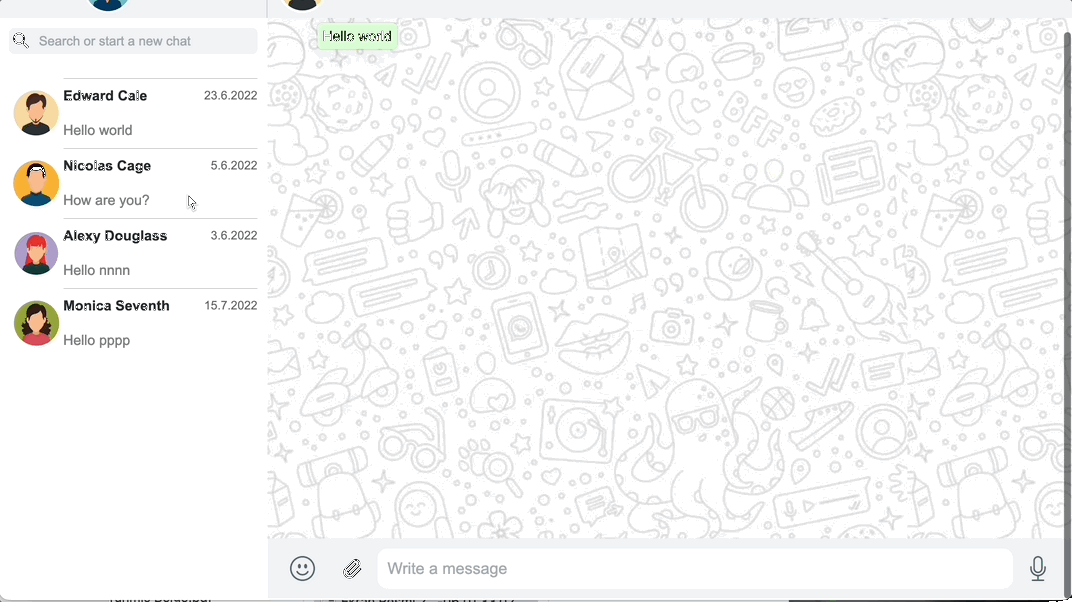 Search or start a new chat
Edward Cale
23.6.2022
Hello world
Nicolas Cage
5.6.2022
How are you?
Alexy Douglass
3.6.2022
Hello nnnn
Monica Seventh
15.7.2022
Hello pppp
Hello world
Write a message